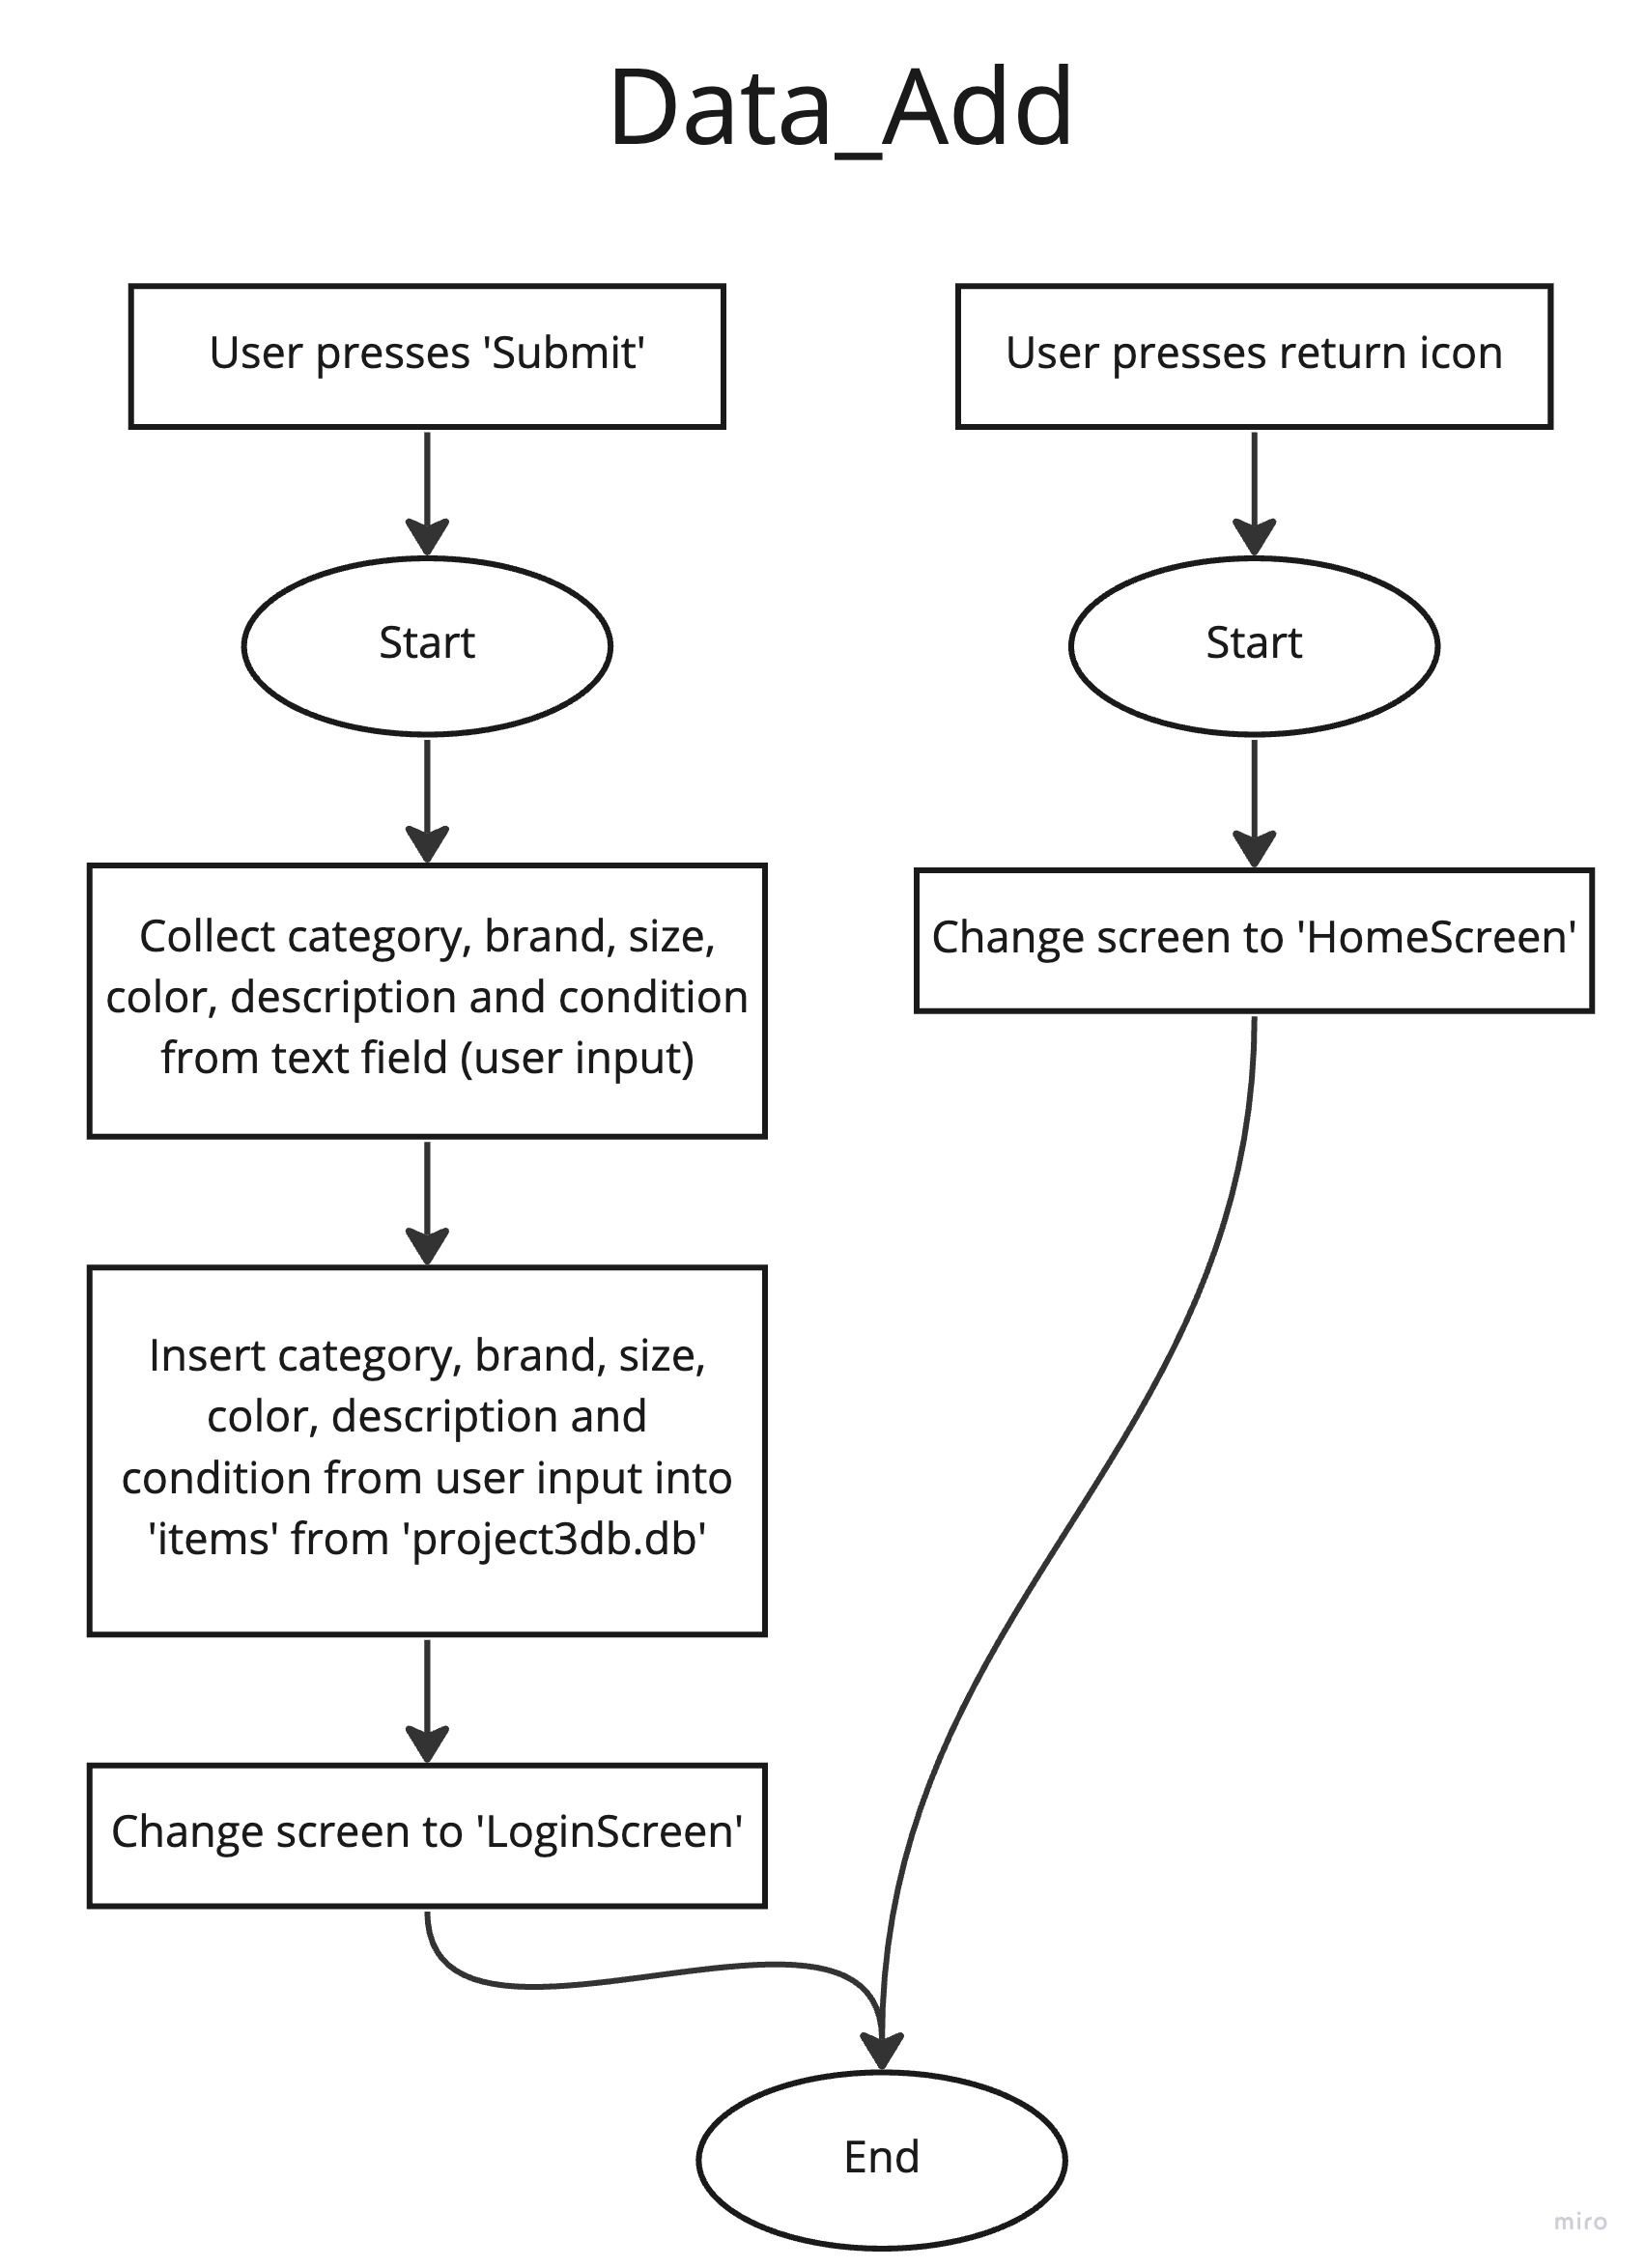 Data_Add
User presses 'Submit'
User presses return icon
Start
Start
Collect category, brand, size,
color, description and condition
from text field (user input)
Change screen to 'HomeScreen'
Insert category, brand, size,
color, description and
condition from user input into
'items' from 'project3db.db'
Change screen to 'LoginScreen'
End
miro